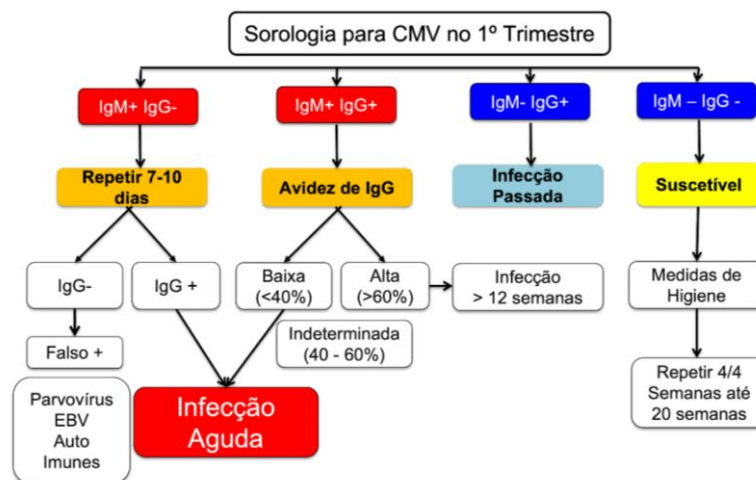 Sorologia para CMV no 1º Trimestre
IgM+ IgG-
IgM+ IgG+
IgM- IgG+
IgM – IgG -
Repetir 7-10
dias
Avidez de IgG
Infecção
Passada
Suscetível
IgG-
IgG +
Baixa
(<40%)
Alta
(>60%)
Infecção
> 12 semanas
Medidas de
Higiene
Falso +
Indeterminada
(40 - 60%)
Parvovírus
EBV
Auto
Imunes
Infecção
Aguda
Repetir 4/4
Semanas até
20 semanas